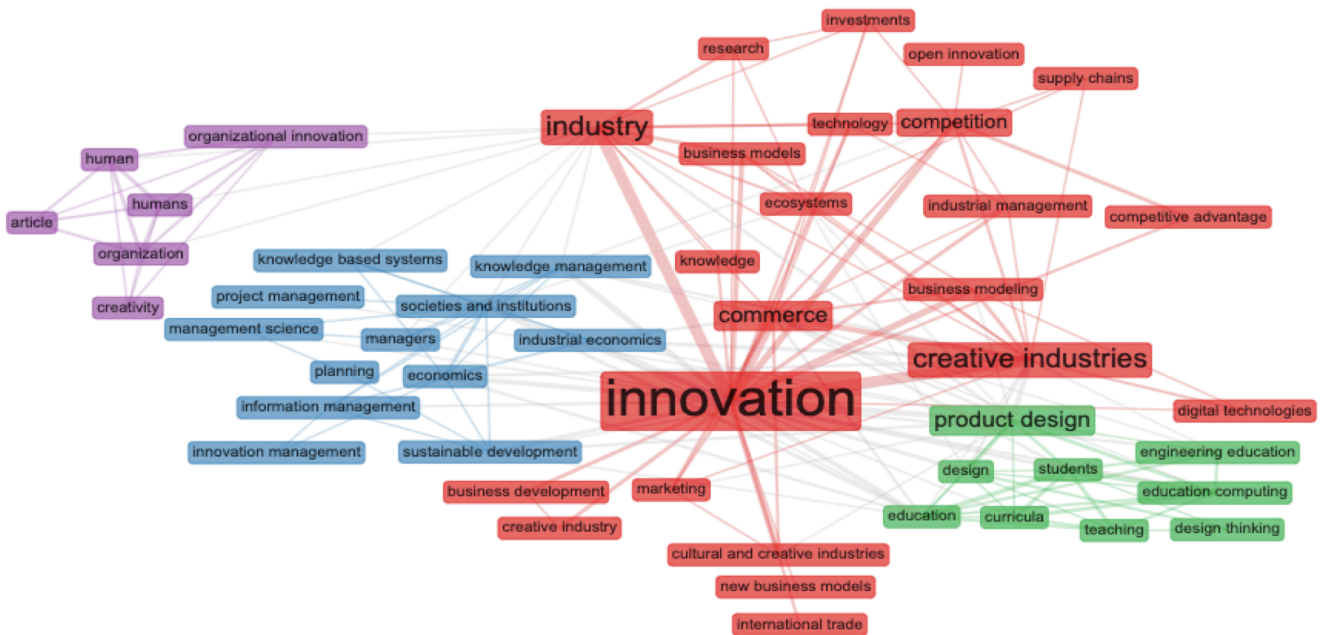 investments
research
open innovation
supply chains
industry
technology
competition
organizational innovation
business models
human
humans
ecosystems
industrial management
competitive advantage
article
organization
knowledge based systems
knowledge management
knowledge
creativity
project management
societies and institutions
business modeling
commerce
management science
managers
industrial economics
creative industries
planning
economics
innovation
information management
digital technologies
product design
innovation management
sustainable development
engineering education
design
students
business development
marketing
education computing
creative industry
education
curricula
teaching
design thinking
cultural and creative industries
new business models
international trade